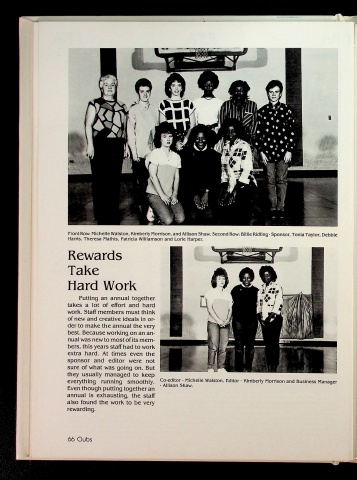 Front Row: Michelle Walston, Kimberly Morrison, and Allison Shaw. Second Row: Billie Ridling - Sponsor, Tonia Taylor, Debbie
Harris, Theresa Mathis, Patricia Williamson and Lorie Harper.
Rewards
Take
Hard Work
Putting an annual together
takes a lot of effort and hard
work. Staff members must think
of new and creative ideals in or-
der to make the annual the very
best. Because working on an an-
nual was new to most of its mem-
bers, this years staff had to work
extra hard. At times even the
sponsor and editor were not
sure of what was going on. But
they usually managed to keep
everything running smoothly.
Even though putting together an
annual is exhausting, the staff
also found the work to be very
rewarding.
Co-editor - Michelle Walston, Editor - Kimberly Morrison and Business Manager
- Allison Shaw.
66 Clubs